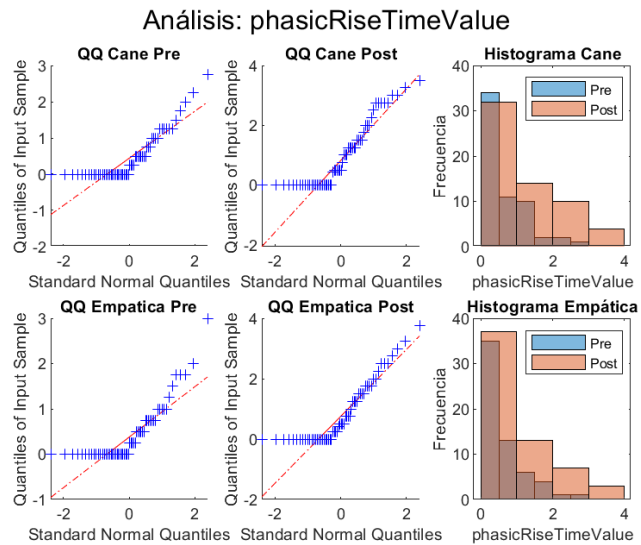 Análisis: phasicRiseTimeValue
QQ Cane Pre
Quantiles of Input Sample
3
2
1
0
-1
-2
-2 0 2
Standard Normal Quantiles
QQ Cane Post
Quantiles of Input Sample
4
2
0
-2
-2 0 2
Standard Normal Quantiles
Histograma Cane
Frecuencia
40
30
20
10
0
Pre
Post
0 2 4
phasicRiseTimeValue
QQ Empatica Pre
Quantiles of Input Sample
3
2
1
0
-1
-2 0 2
Standard Normal Quantiles
QQ Empatica Post
Quantiles of Input Sample
4
2
0
-2
-2 0 2
Standard Normal Quantiles
Histograma Empática
Frecuencia
40
30
20
10
0
Pre
Post
0 2 4
phasicRiseTimeValue